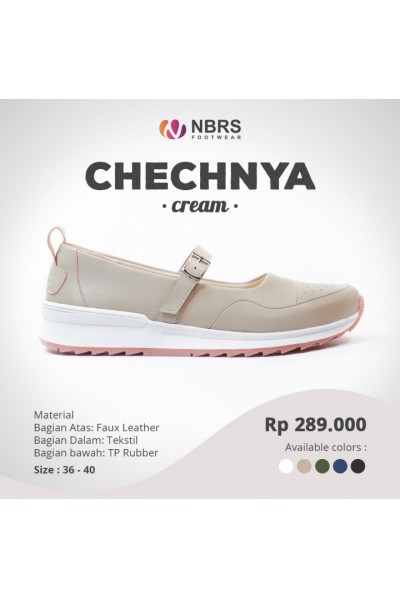 NBRS
FOOTWEAR
CHECHNYA
• cream •
Material
Bagian Atas: Faux Leather
Bagian Dalam: Tekstil
Bagian bawah: TP Rubber
Size : 36 - 40
Rp 289.000
Available colors :